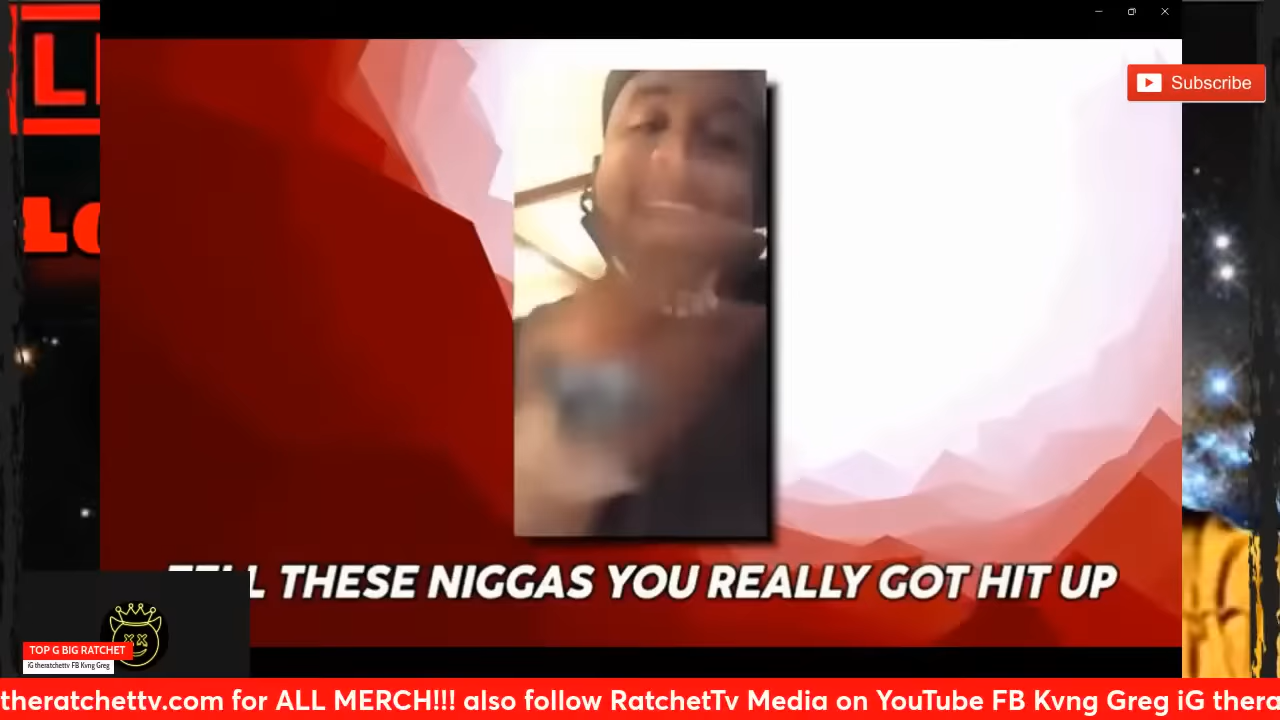 Subscribe
THESE NIGGAS YOU REALLY GOT HIT UP
TOP G BIG RATCHET
iG theratchettv FB Kvng Greg
theratchettv.com for ALL MERCH!!! also follow RatchetTv Media on YouTube FB Kvng Greg iG thera